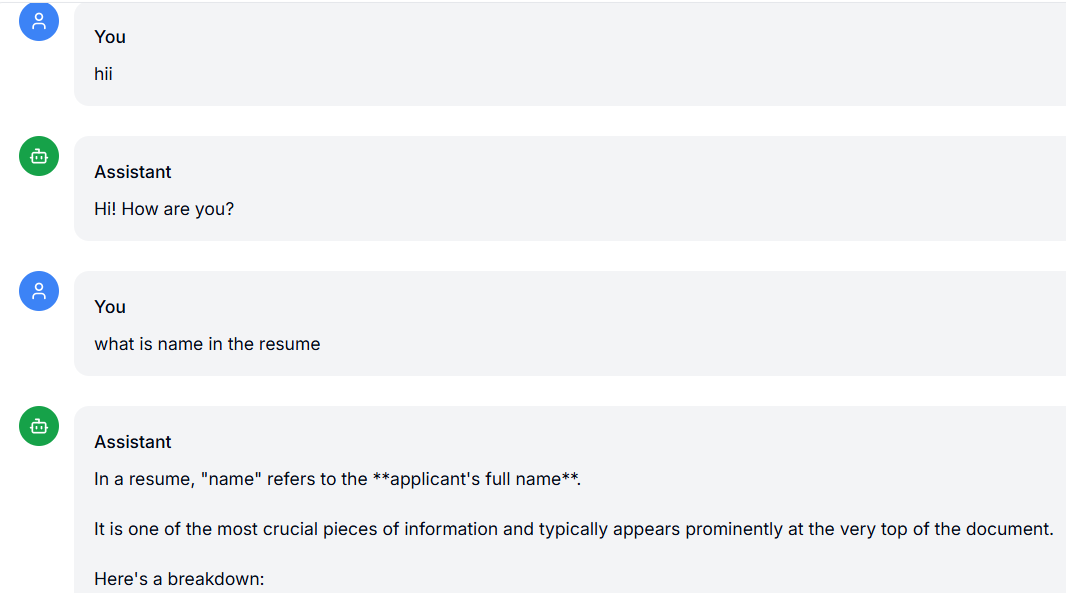 You
hii
Assistant
Hi! How are you?
You
what is name in the resume
Assistant
In a resume, "name" refers to the **applicant's full name**.
It is one of the most crucial pieces of information and typically appears prominently at the very top of the document.
Here's a breakdown: